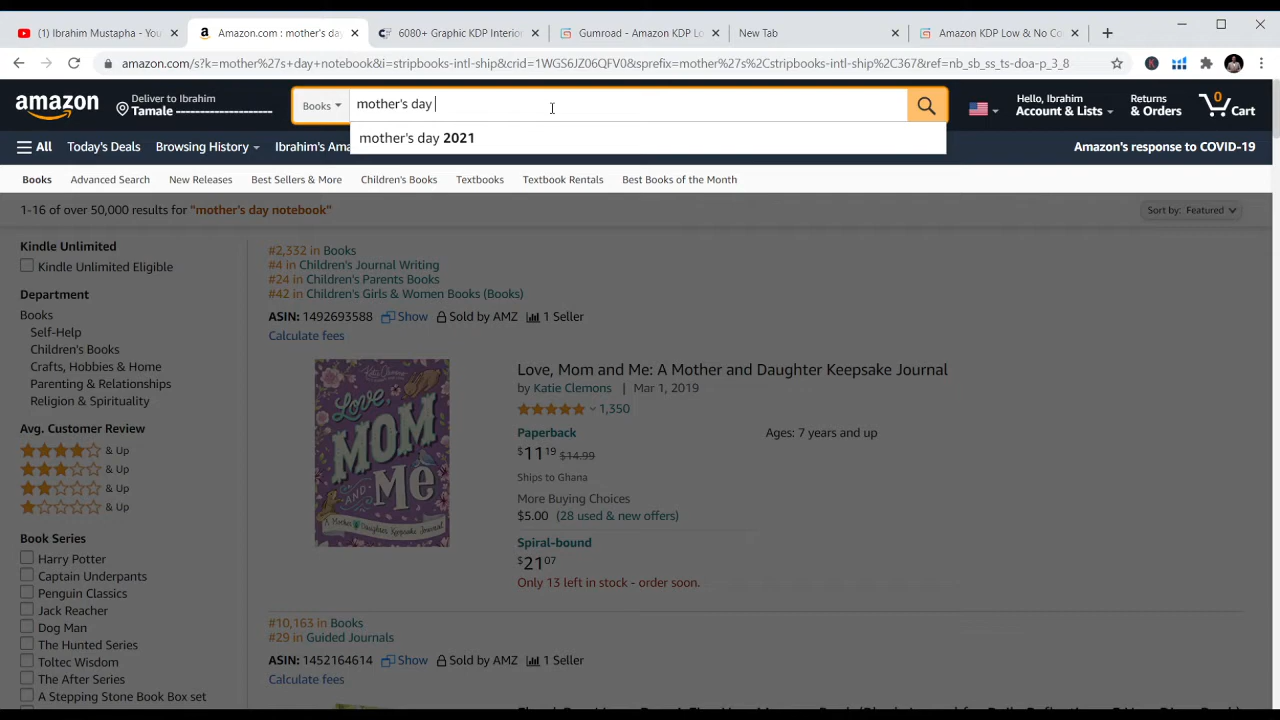 (1) Ibrahim Mustapha - You
Amazon.com : mother's da
6080+ Graphic KDP Interior
Gumroad - Amazon KDP Lo
New Tab
Amazon KDP Low & No Co
amazon.com/s?k=mother%27s+day+notebook&i=stripbooks-intl-ship&crid=1WGS6JZ06QFV0&sprefix=mother%27s%2Cstripbooks-intl-ship%2C367&ref=nb_sb_ss_ts-doa-p_3_8
amazon
Deliver to Ibrahim
Tamale
Books
mother's day
Hello, Ibrahim
Account & Lists
Returns
& Orders
0
Cart
mother's day 2021
All
Today's Deals
Browsing History
Ibrahim's Ama
Amazon's response to COVID-19
Books
Advanced Search
New Releases
Best Sellers & More
Children's Books
Textbooks
Textbook Rentals
Best Books of the Month
1-16 of over 50,000 results for "mother's day notebook"
Sort by: Featured
Kindle Unlimited
Kindle Unlimited Eligible
Department
Books
Self-Help
Children's Books
Crafts, Hobbies & Home
Parenting & Relationships
Religion & Spirituality
Avg. Customer Review
& Up
& Up
& Up
& Up
Book Series
Harry Potter
Captain Underpants
Penguin Classics
Jack Reacher
Dog Man
The Hunted Series
Toltec Wisdom
The After Series
A Stepping Stone Book Box set
#2,332 in Books
#4 in Children's Journal Writing
#24 in Children's Parents Books
#42 in Children's Girls & Women Books (Books)
ASIN: 1492693588 Show Sold by AMZ 1 Seller
Calculate fees
Katie Clemons
Love,
MOM
AND
Me
A Mother Daughter Keepsake Journal
Love, Mom and Me: A Mother and Daughter Keepsake Journal
by Katie Clemons | Mar 1, 2019
1,350
Paperback
$11 19 $14.99
Ships to Ghana
More Buying Choices
$5.00 (28 used & new offers)
Spiral-bound
$21 07
Only 13 left in stock - order soon.
Ages: 7 years and up
#10,163 in Books
#29 in Guided Journals
ASIN: 1452164614 Show Sold by AMZ 1 Seller
Calculate fees